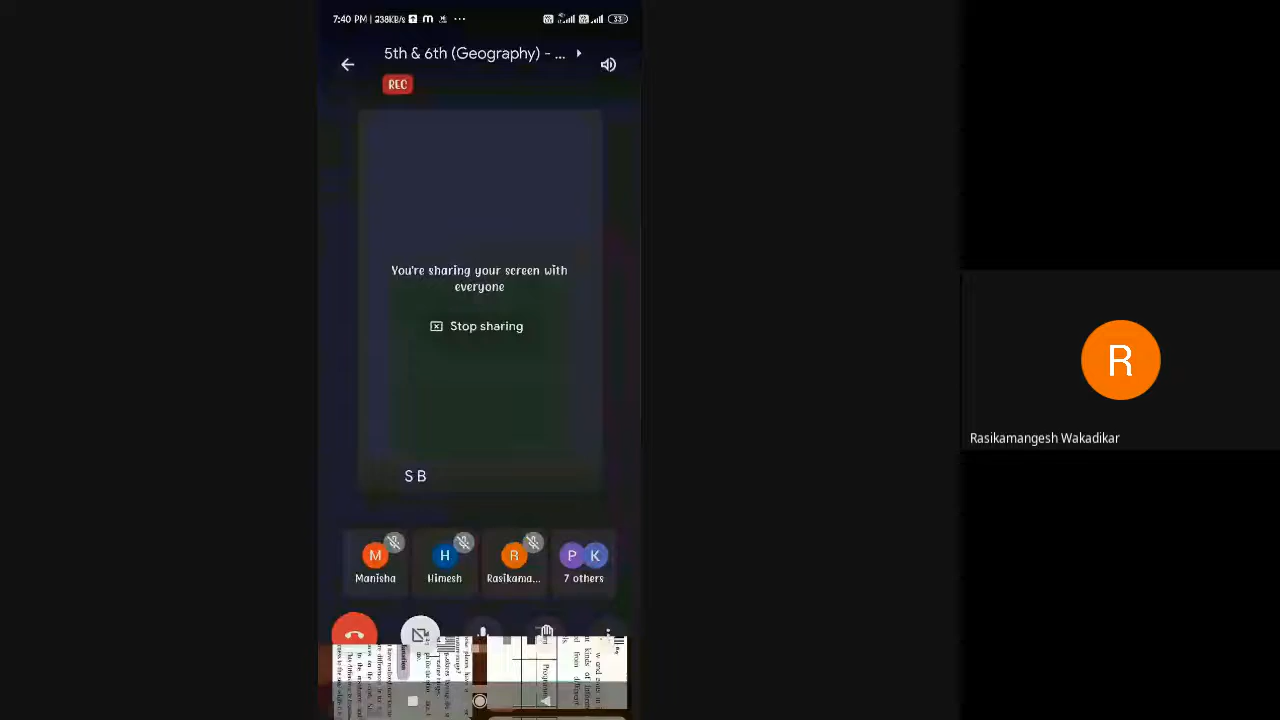 7:40 PM | 238KB/s m ...
33
5th & 6th (Geography) - ...
REC
You're sharing your screen with
everyone
Stop sharing
S B
M
H
R
P
K
Manisha
Himesh
Rasikama...
7 others
R
Rasikamangesh Wakadikar